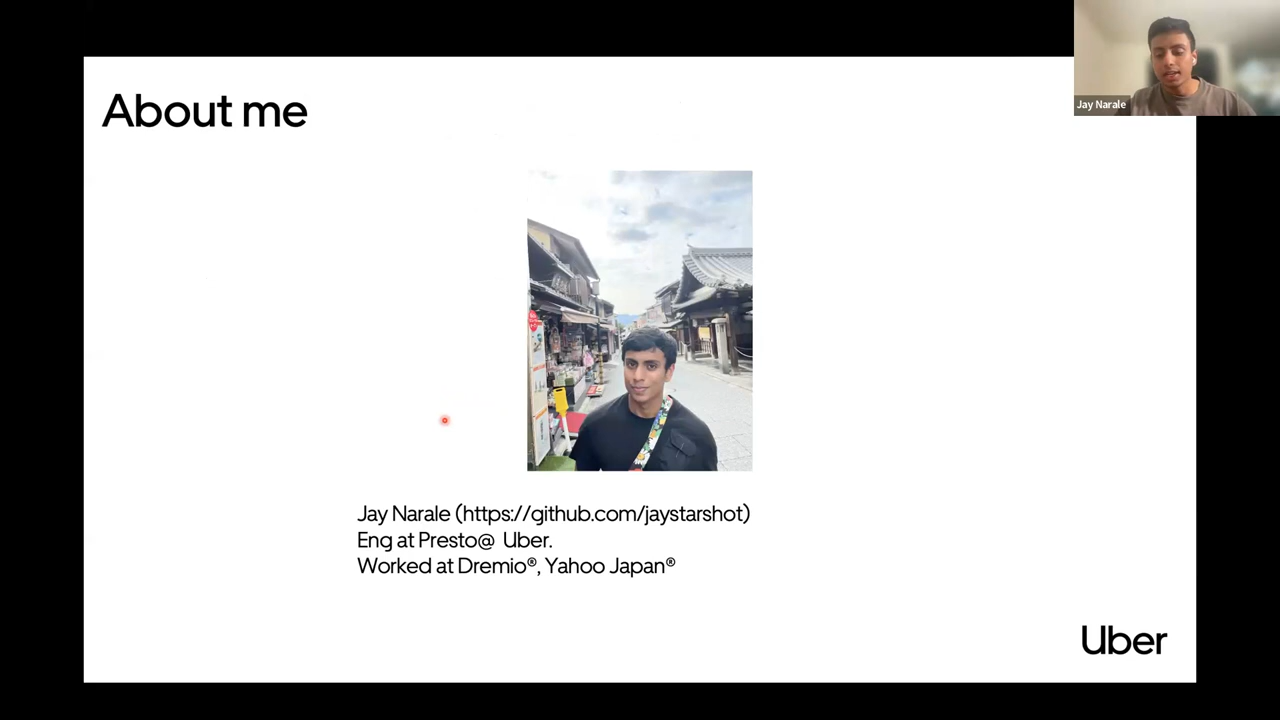 About me
Jay Narale
Jay Narale (https://github.com/jaystarshot)
Eng at Presto@ Uber.
Worked at Dremio®, Yahoo Japan®
Uber